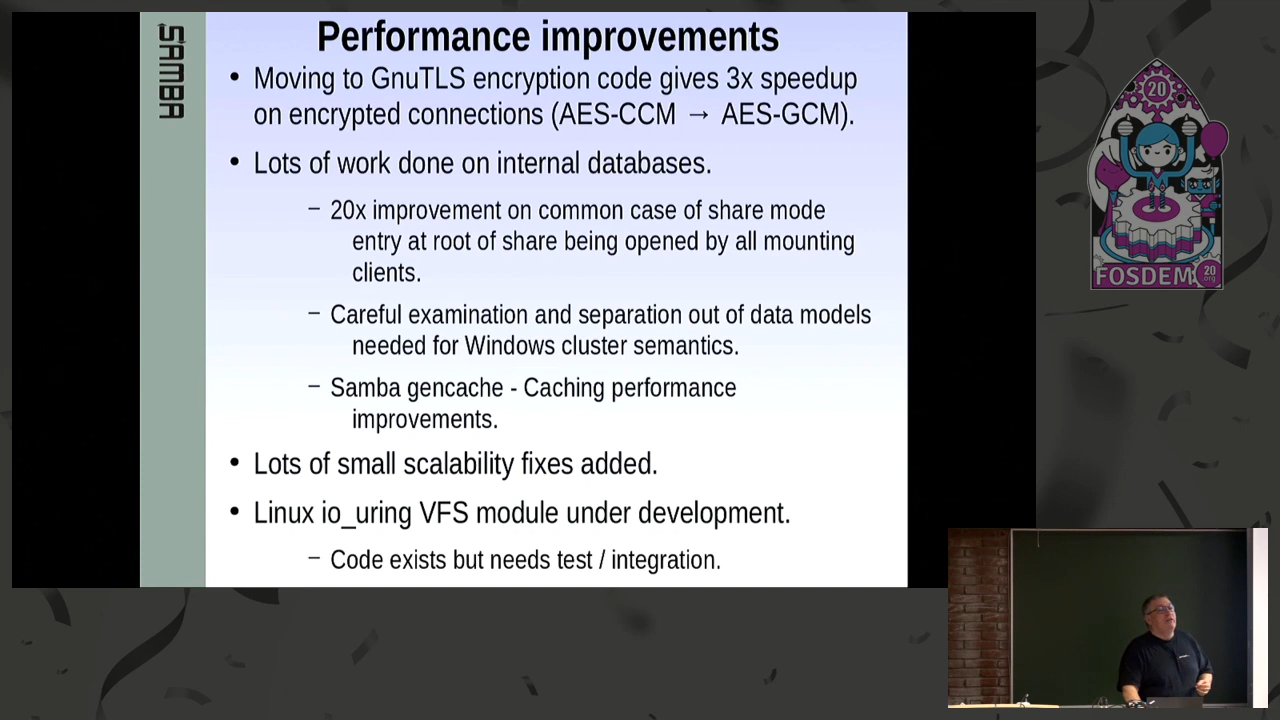 SAMBA
Performance improvements
• Moving to GnuTLS encryption code gives 3x speedup
on encrypted connections (AES-CCM → AES-GCM).
• Lots of work done on internal databases.
– 20x improvement on common case of share mode
entry at root of share being opened by all mounting
clients.
– Careful examination and separation out of data models
needed for Windows cluster semantics.
– Samba gencache - Caching performance
improvements.
• Lots of small scalability fixes added.
• Linux io_uring VFS module under development.
– Code exists but needs test / integration.
20
FOSDEM
20
.org